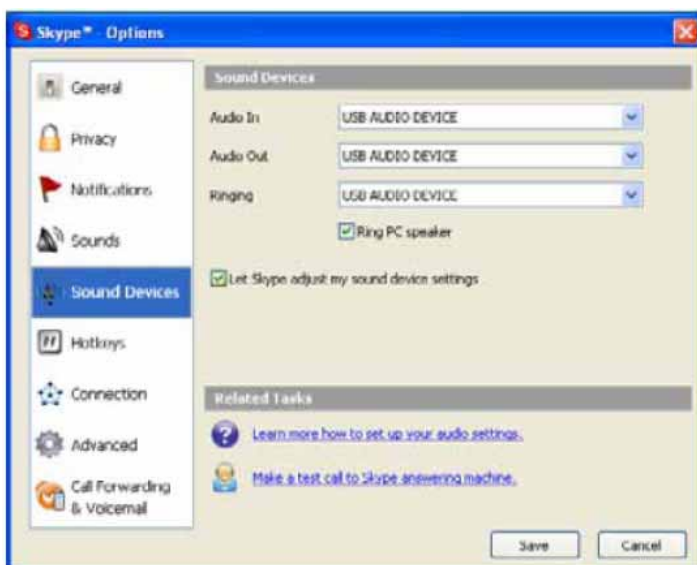 Skype™ - Options
General
Privacy
Notifications
Sounds
Sound Devices
Hotkeys
Connection
Advanced
Call Forwarding
& Voicemail
Sound Devices
Audio In
USB AUDIO DEVICE
Audio Out
USB AUDIO DEVICE
Ringing
USB AUDIO DEVICE
Ring PC speaker
Let Skype adjust my sound device settings
Related Tasks
Learn more how to set up your audio settings.
Make a test call to Skype answering machine.
Save
Cancel